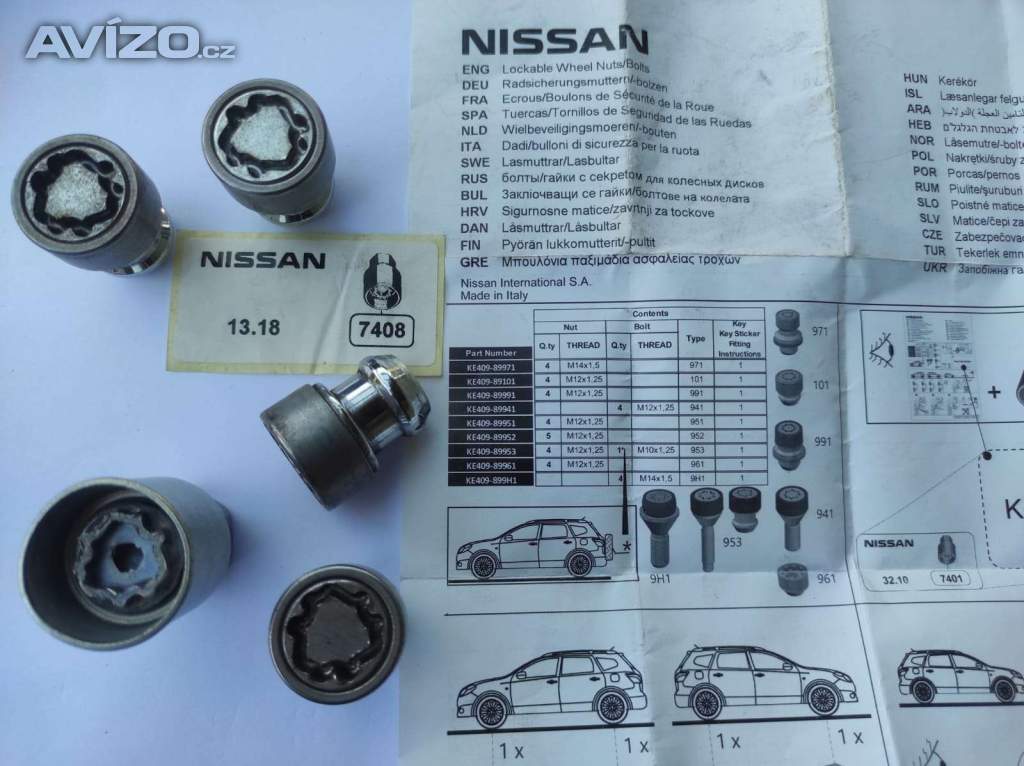 AVÍZO.cz
NISSAN
ENG Lockable Wheel Nuts/Bolts
DEU Radsicherungsmuttern/-bolzen
FRA Ecrous/Boulons de Sécurité de la Roue
SPA Tuercas/Tornillos de Seguridad de las Ruedas
NLD Wielbeveiligingsmoeren/-bouten
ITA Dadi/bulloni di sicurezza per la ruota
SWE Lasmuttrar/Lasbultar
RUS болты/гайки с секретом для колесных дисков
BUL Заключващи се гайки/болтове на колелата
HRV Sigurnosne matice/zavrtnji za tockove
DAN Låsmuttrar/Låsbultar
FIN Pyörän lukkomutterit/-pultit
GRE Μπουλόνια παξιμάδια ασφαλείας τροχών
Nissan International S.A.
Made in Italy
HUN Kerékör
ISL Læsanlegar felgu
ARA
HEB
NOR Låsemutre/-bolte
POL Nakrętki/śruby z
POR Porcas/pernos
RUM Piulite/şuruburi
SLO Poistné matice
SLV Matice/čepi za
CZE Zabezpečovac
TUR Tekerlek emn
UKR Запобіжна га
NISSAN
13.18
7408
Contents
Nut Bolt Type Key
Key Sticker
Fitting
Instructions
Part Number Q.ty THREAD Q.ty THREAD
KE409-89971 4 M14x1,5 971 1
KE409-89101 4 M12x1,25 101 1
KE409-89991 4 M12x1,25 991 1
KE409-89941 4 M12x1,25 941 1
KE409-89951 4 M12x1,25 951 1
KE409-89952 5 M12x1,25 952 1
KE409-89953 4 M12x1,25 1* M10x1,25 953 1
KE409-89961 4 M12x1,25 961 1
KE409-899H1 4 M14x1,5 9H1 1
971
101
991
941
961
953
9H1
*
+
K
NISSAN
32.10
7401
1 x
1 x
1 x
1 x